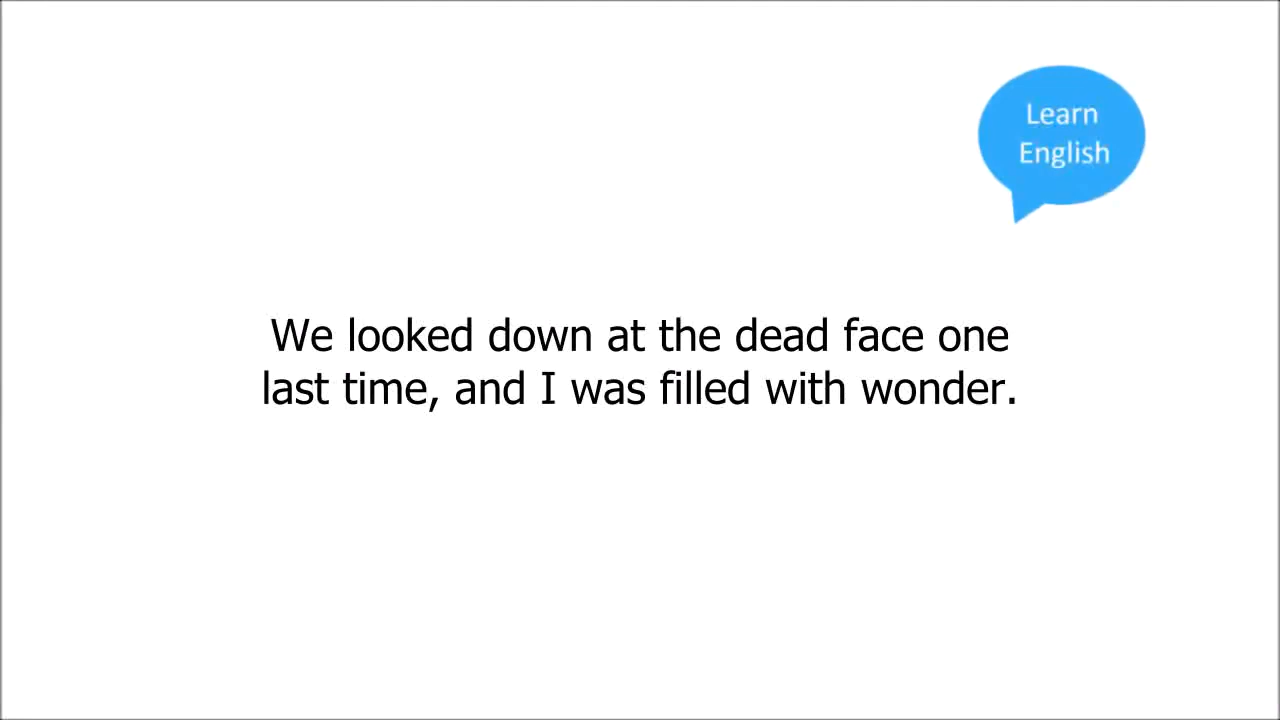 Learn
English
We looked down at the dead face one
last time, and I was filled with wonder.